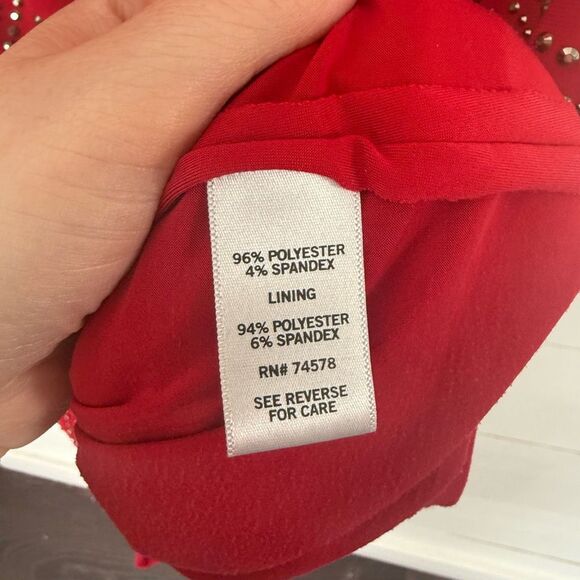 96% POLYESTER
4% SPANDEX
LINING
94% POLYESTER
6% SPANDEX
RN# 74578
SEE REVERSE
FOR CARE